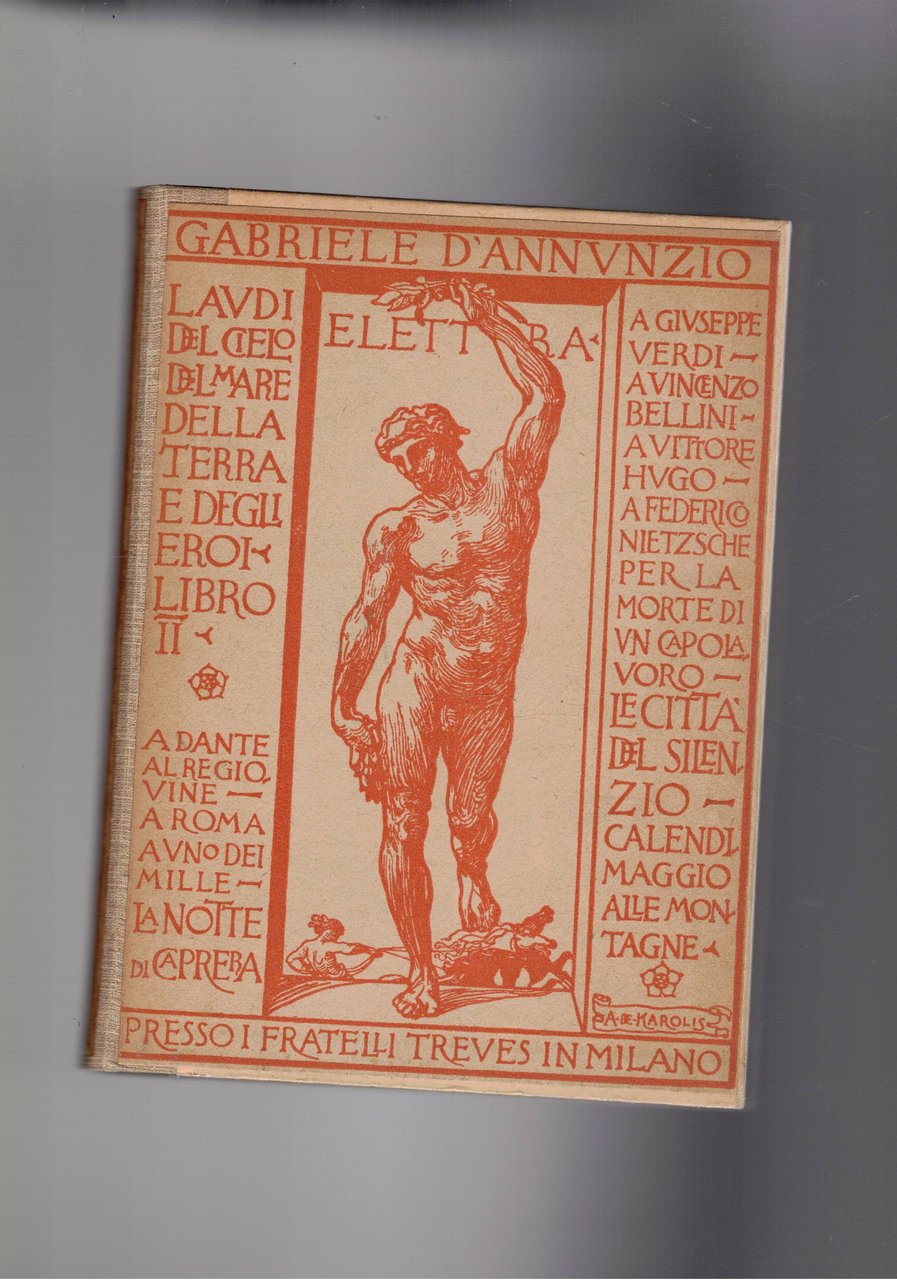 GABRIELE D'ANNVNZIO
LAVDI
DEL CIELO
DEL MARE
DELLA
TERRA
E DEGLI
EROI
LIBRO
II
A DANTE
AL REGIO
VINE —
A ROMA
A VNO DEI
MILLE —
LA NOTTE
DI CAPRERA
ELETTRA
A GIVSEPPE
VERDI —
A VINCENZO
BELLINI -
A VITTORE
HVGO —
A FEDERICO
NIETZSCHE
PER LA
MORTE DI
VN CAPOLA,
VORO —
LE CITTÀ
DEL SILEN,
ZIO —
CALENDI,
MAGGIO
ALLE MON-
TAGNE
A·DE·KAROLIS
PRESSO I FRATELLI TREVES IN MILANO